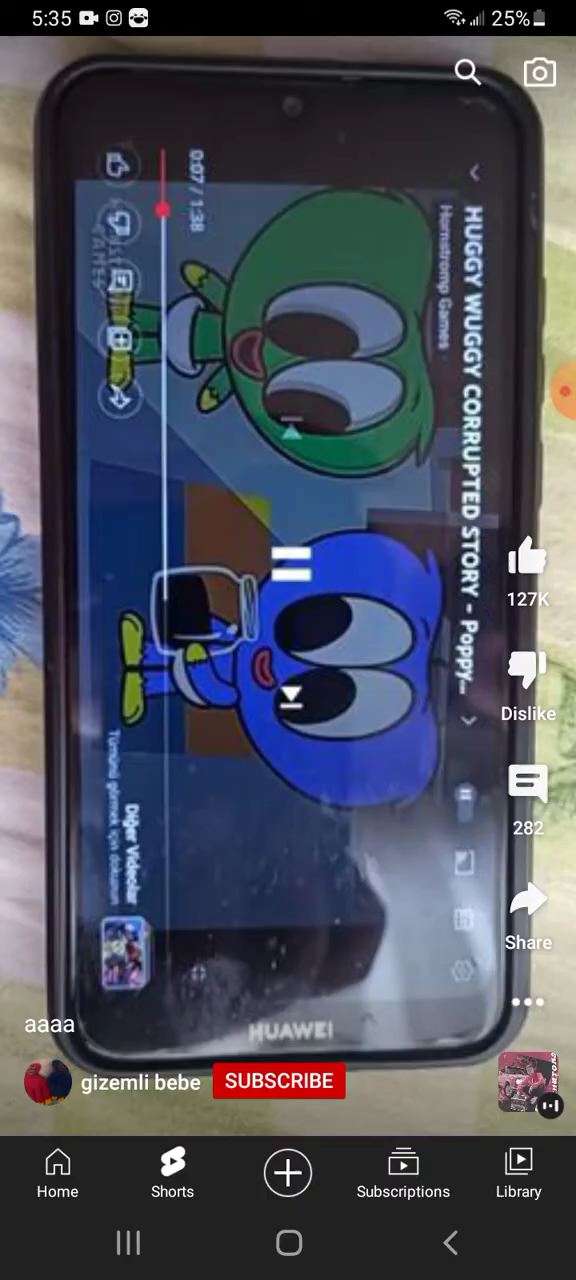 5:35
25%
HUGGY WUGGY CORRUPTED STORY - Poppy...
Hornstromp Games
0:07 / 1:38
Diğer Videolar
Tümünü görmek için dokunun
HUAWEI
127K
Dislike
282
Share
aaaa
gizemli bebe
SUBSCRIBE
Home
Shorts
Subscriptions
Library